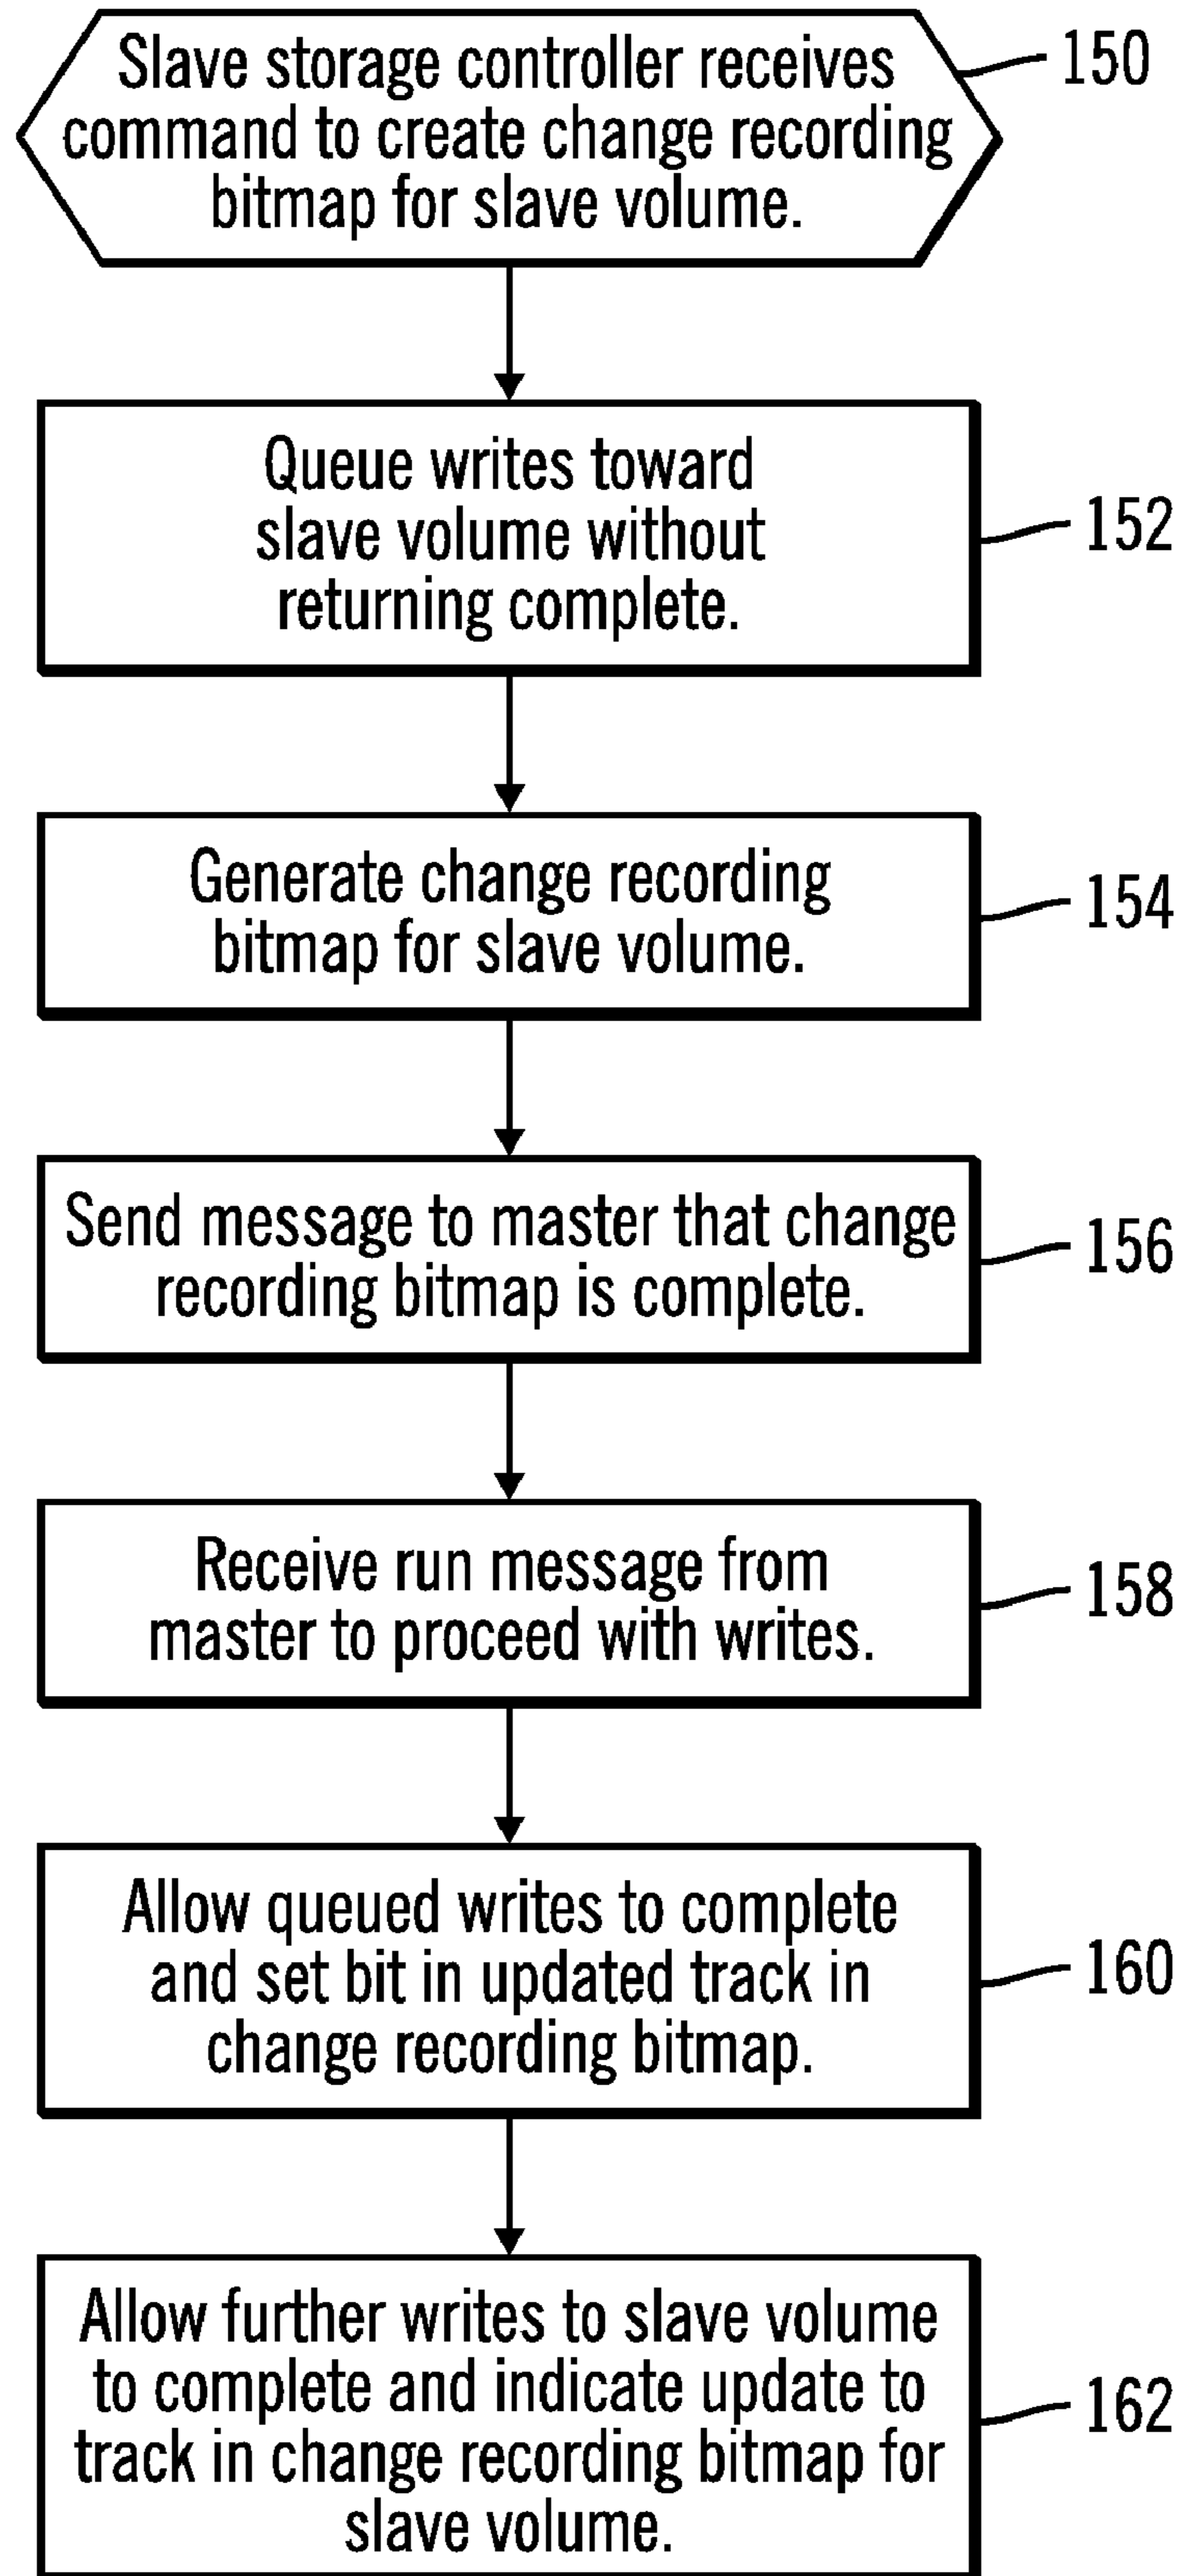 Slave storage controller receives
command to create change recording
bitmap for slave volume.
150
Queue writes toward
slave volume without
returning complete.
152
Generate change recording
bitmap for slave volume.
154
Send message to master that change
recording bitmap is complete.
156
Receive run message from
master to proceed with writes.
158
Allow queued writes to complete
and set bit in updated track in
change recording bitmap.
160
Allow further writes to slave volume
to complete and indicate update to
track in change recording bitmap for
slave volume.
162